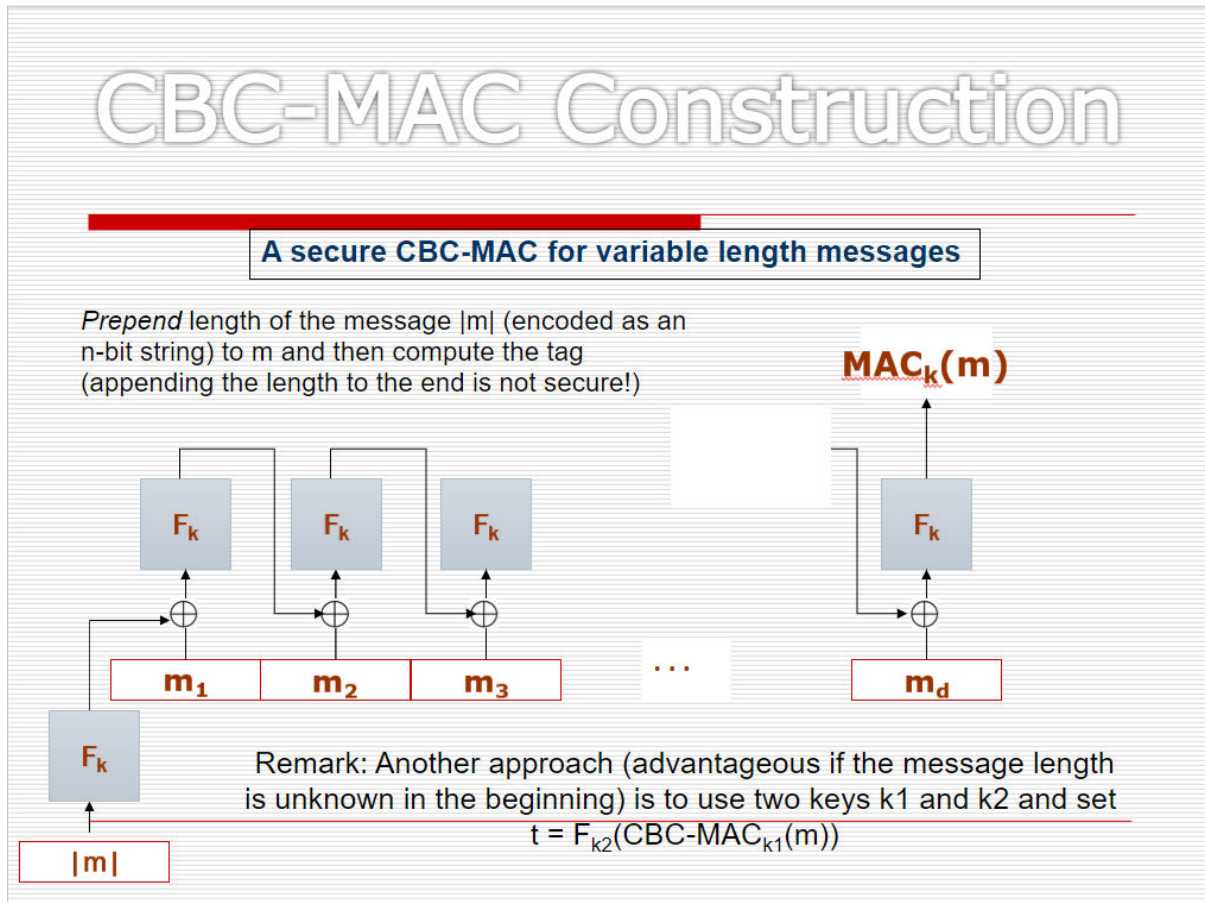 CBC-MAC Construction
A secure CBC-MAC for variable length messages
Prepend length of the message |m| (encoded as an
n-bit string) to m and then compute the tag
(appending the length to the end is not secure!)
MACk(m)
Fk
Fk
Fk
Fk
m1
m2
m3
...
md
Fk
Remark: Another approach (advantageous if the message length
is unknown in the beginning) is to use two keys k1 and k2 and set
t = Fk2(CBC-MACk1(m))
|m|